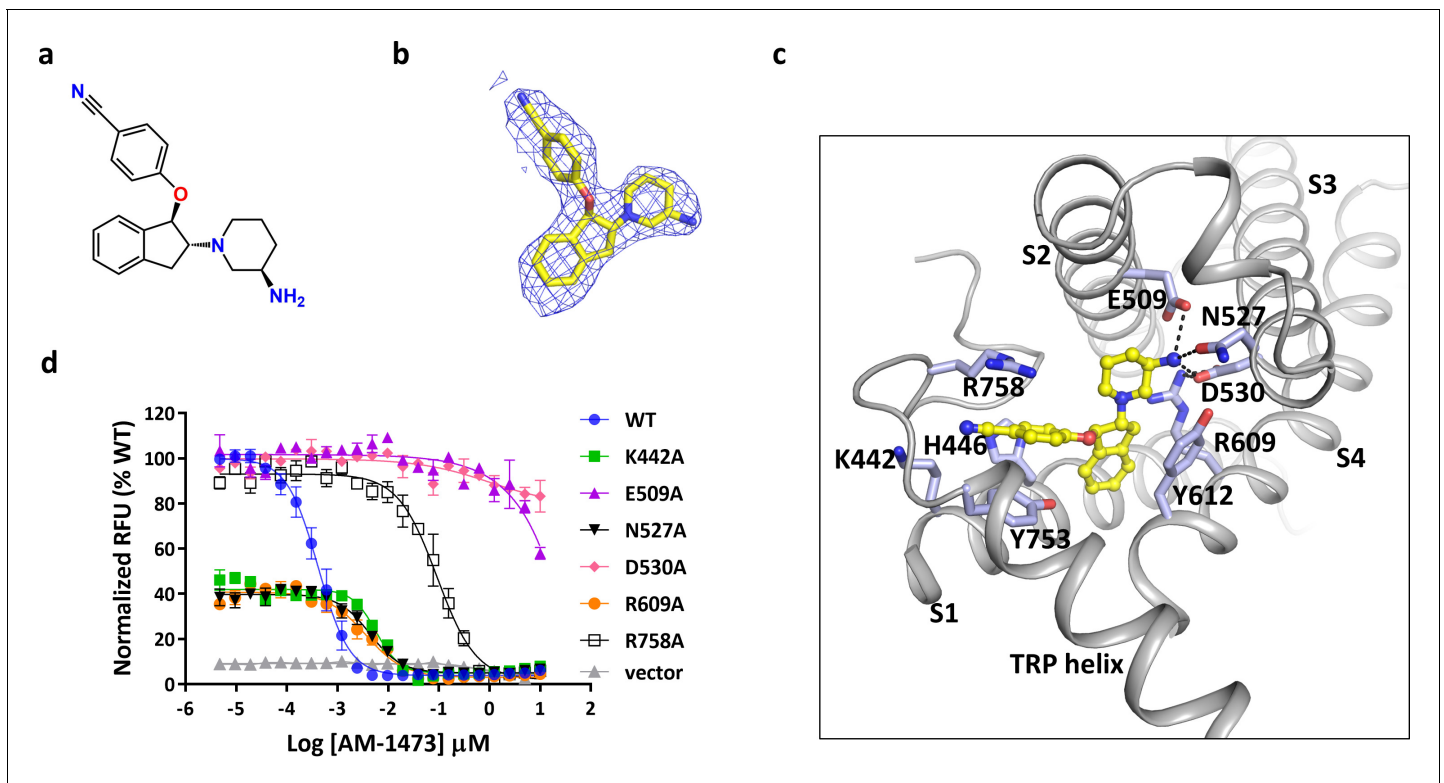 a
b
c
N
O
N
NH2
S3
S2
E509
N527
R758
D530
H446
R609
K442
S4
Y612
Y753
S1
TRP helix
d
Normalized RFU (% WT)
120
100
80
60
40
20
0
-6 -5 -4 -3 -2 -1 0 1 2
Log [AM-1473] μM
WT
K442A
E509A
N527A
D530A
R609A
R758A
vector